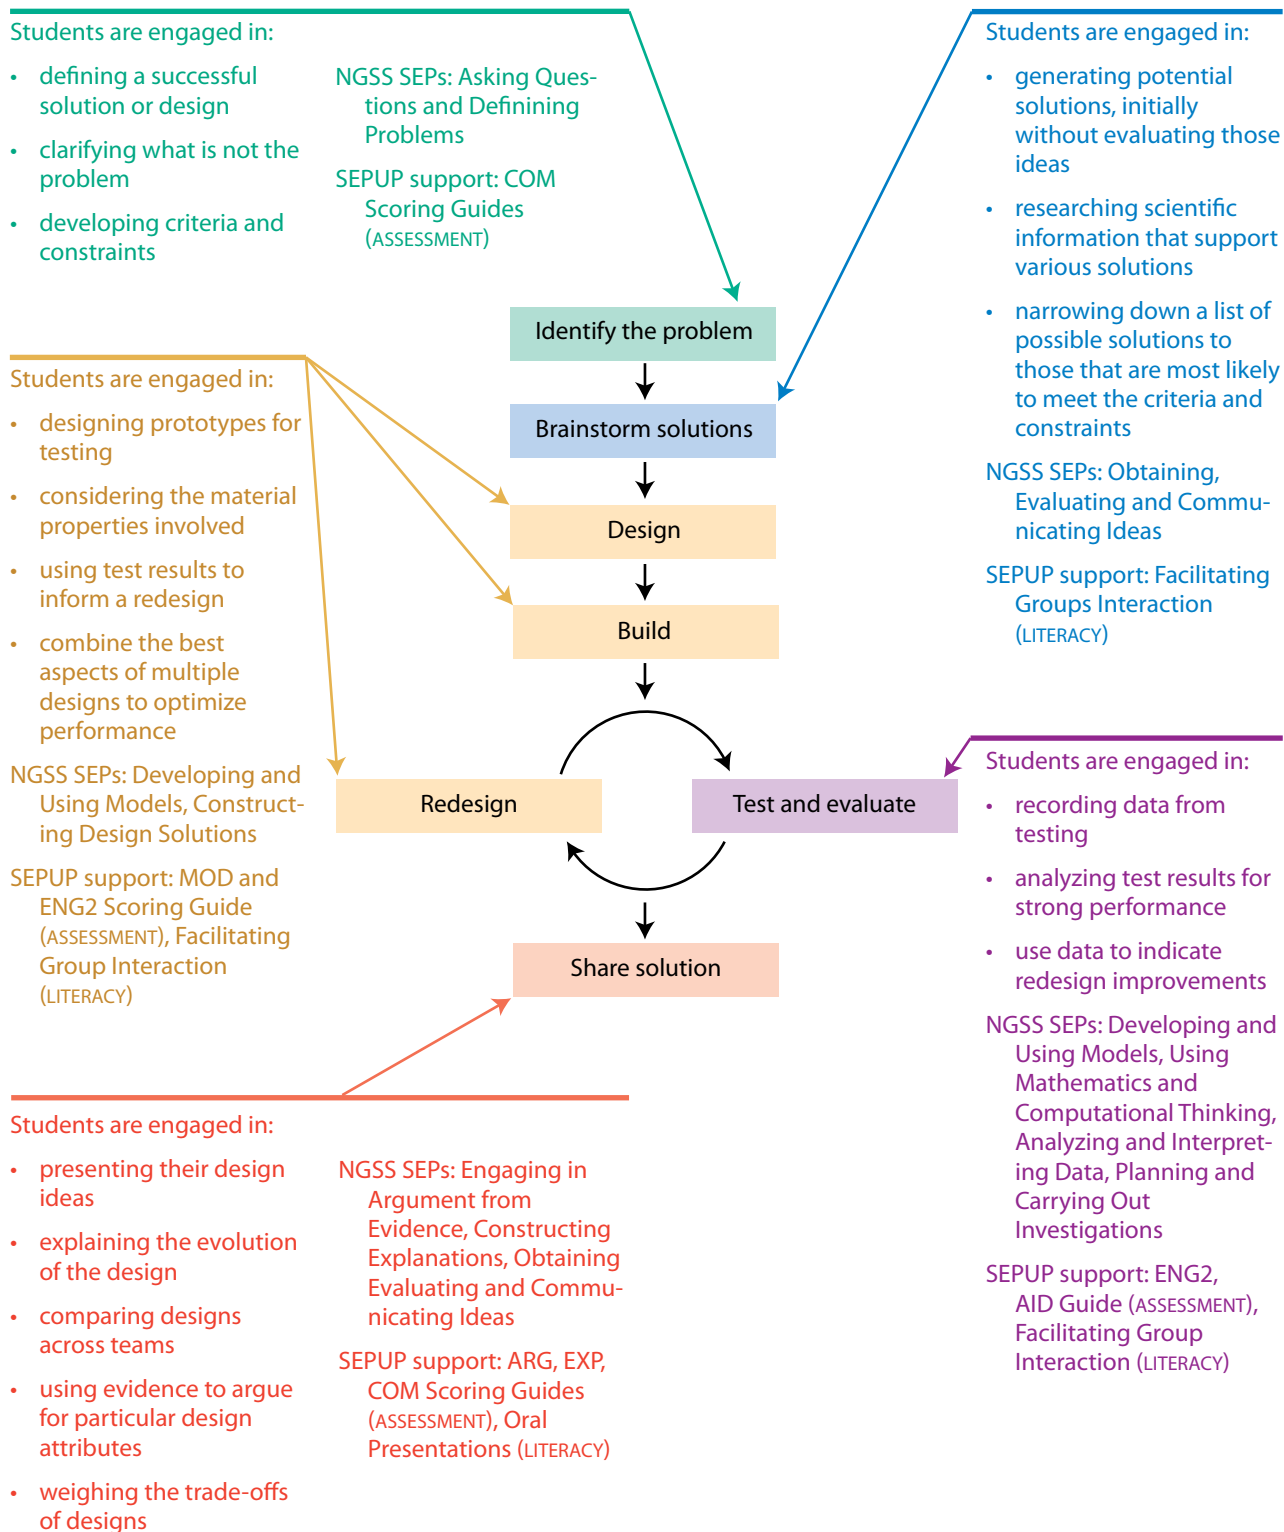 Students are engaged in:
• defining a successful
solution or design
• clarifying what is not the
problem
• developing criteria and
constraints
NGSS SEPs: Asking Ques-
tions and Definining
Problems
SEPUP support: COM
Scoring Guides
(ASSESSMENT)
Students are engaged in:
• generating potential
solutions, initially
without evaluating those
ideas
• researching scientific
information that support
various solutions
• narrowing down a list of
possible solutions to
those that are most likely
to meet the criteria and
constraints
NGSS SEPs: Obtaining,
Evaluating and Commu-
nicating Ideas
SEPUP support: Facilitating
Groups Interaction
(LITERACY)
Identify the problem
Brainstorm solutions
Design
Build
Redesign
Test and evaluate
Share solution
Students are engaged in:
• designing prototypes for
testing
• considering the material
properties involved
• using test results to
inform a redesign
• combine the best
aspects of multiple
designs to optimize
performance
NGSS SEPs: Developing and
Using Models, Construct-
ing Design Solutions
SEPUP support: MOD and
ENG2 Scoring Guide
(ASSESSMENT), Facilitating
Group Interaction
(LITERACY)
Students are engaged in:
• recording data from
testing
• analyzing test results for
strong performance
• use data to indicate
redesign improvements
NGSS SEPs: Developing and
Using Models, Using
Mathematics and
Computational Thinking,
Analyzing and Interpret-
ing Data, Planning and
Carrying Out
Investigations
SEPUP support: ENG2,
AID Guide (ASSESSMENT),
Facilitating Group
Interaction (LITERACY)
Students are engaged in:
• presenting their design
ideas
• explaining the evolution
of the design
• comparing designs
across teams
• using evidence to argue
for particular design
attributes
• weighing the trade-offs
of designs
NGSS SEPs: Engaging in
Argument from
Evidence, Constructing
Explanations, Obtaining
Evaluating and Commu-
nicating Ideas
SEPUP support: ARG, EXP,
COM Scoring Guides
(ASSESSMENT), Oral
Presentations (LITERACY)